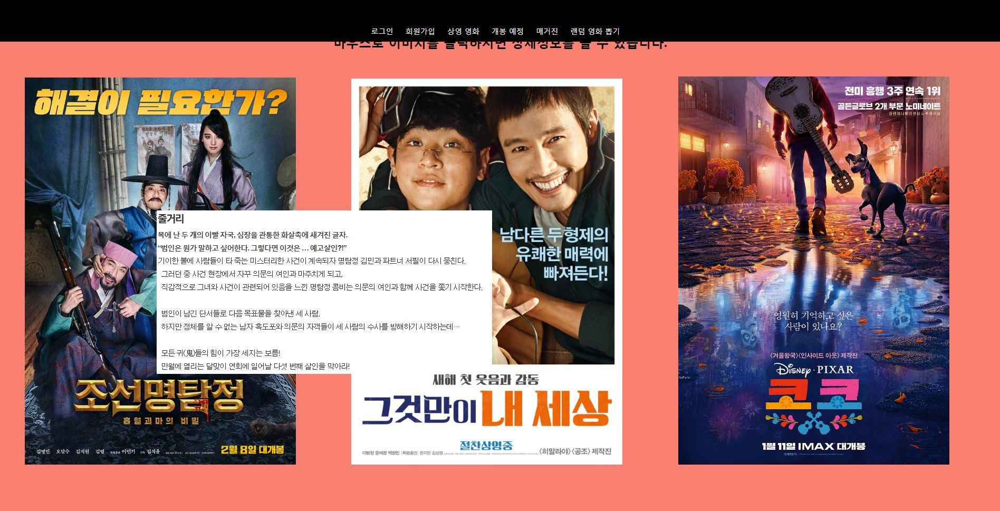 로그인 회원가입 상영 영화 개봉 예정 매거진 랜덤 영화 뽑기
마우스로 이미지를 클릭하시면 상세정보를 볼 수 있습니다.
해결이 필요한가?
줄거리
목에 난 두 개의 이빨 자국, 심장을 관통한 화살촉에 새겨진 글자.
“범인은 뭔가 말하고 싶어한다. 그렇다면 이것은 … 예고살인?!”
기이한 불에 사람들이 타 죽는 미스터리한 사건이 계속되자 명탐정 김민과 파트너 서필이 다시 뭉친다.
그러던 중 사건 현장에서 자꾸 의문의 여인과 마주치게 되고,
직감적으로 그녀와 사건이 관련되어 있음을 느낀 명탐정 콤비는 의문의 여인과 함께 사건을 쫓기 시작한다.
범인이 남긴 단서들로 다음 목표물을 찾아낸 세 사람,
하지만 정체를 알 수 없는 남자 흑도포와 의문의 자객들이 세 사람의 수사를 방해하기 시작하는데…
모든 귀(鬼)들의 힘이 가장 세지는 보름!
만월에 열리는 달맞이 연회에 일어날 다섯 번째 살인을 막아라!
조선명탐정
흡혈괴마의 비밀
김명민 오달수 김지원 김범 특별출연 이민기 감독 김석윤
2월 8일 대개봉
남다른 두 형제의
유쾌한 매력에
빠져든다!
새해 첫 웃음과 감동
그것만이 내 세상
절찬상영중
이병헌 윤여정 박정민 |특별출연| 한지민 김성령
<히말라야> <공조> 제작진
전미 흥행 3주 연속 1위
골든글로브 2개 부문 노미네이트
장편애니메이션상 & 주제가상
영원히 기억하고 싶은
사람이 있나요?
<겨울왕국><인사이드 아웃> 제작진
Disney · PIXAR
코코
1월 11일 IMAX 대개봉